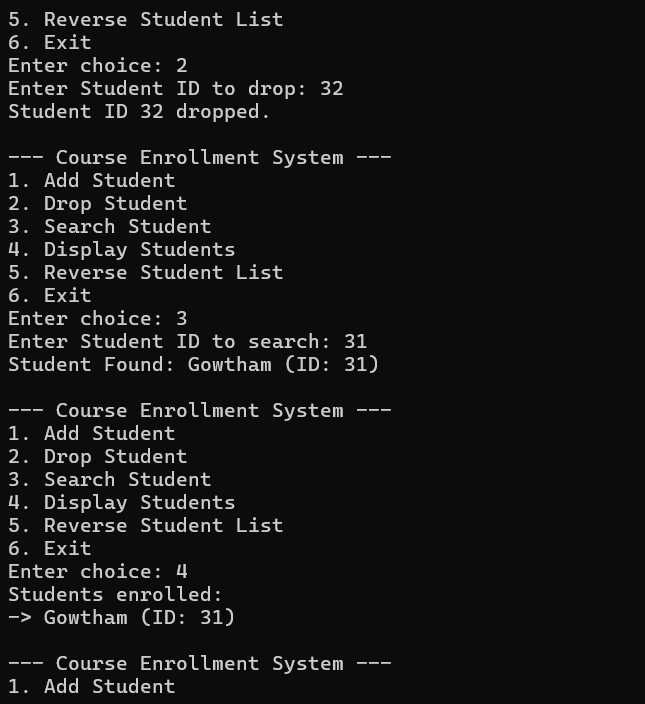 5. Reverse Student List
6. Exit
Enter choice: 2
Enter Student ID to drop: 32
Student ID 32 dropped.

--- Course Enrollment System ---
1. Add Student
2. Drop Student
3. Search Student
4. Display Students
5. Reverse Student List
6. Exit
Enter choice: 3
Enter Student ID to search: 31
Student Found: Gowtham (ID: 31)

--- Course Enrollment System ---
1. Add Student
2. Drop Student
3. Search Student
4. Display Students
5. Reverse Student List
6. Exit
Enter choice: 4
Students enrolled:
-> Gowtham (ID: 31)

--- Course Enrollment System ---
1. Add Student